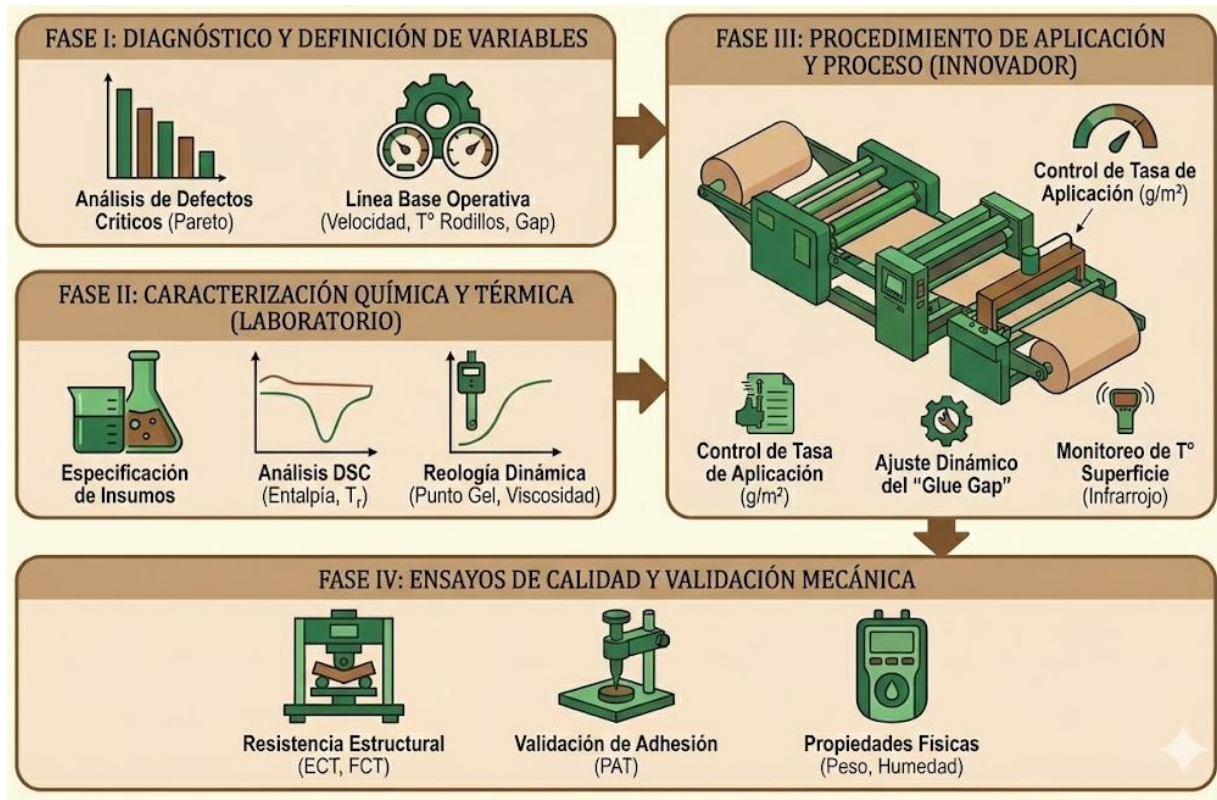 FASE I: DIAGNÓSTICO Y DEFINICIÓN DE VARIABLES
Análisis de Defectos
Críticos (Pareto)
Línea Base Operativa
(Velocidad, Tº Rodillos, Gap)
FASE II: CARACTERIZACIÓN QUÍMICA Y TÉRMICA
(LABORATORIO)
Especificación
de Insumos
Análisis DSC
(Entalpía, Tr)
Reología Dinámica
(Punto Gel, Viscosidad)
FASE III: PROCEDIMIENTO DE APLICACIÓN
Y PROCESO (INNOVADOR)
Control de Tasa de
Aplicación (g/m²)
Control de Tasa
de Aplicación
(g/m²)
Ajuste Dinámico
del “Glue Gap”
Monitoreo de Tº
Superficie
(Infrarrojo)
FASE IV: ENSAYOS DE CALIDAD Y VALIDACIÓN MECÁNICA
Resistencia Estructural
(ECT, FCT)
Validación de Adhesión
(PAT)
Propiedades Físicas
(Peso, Humedad)